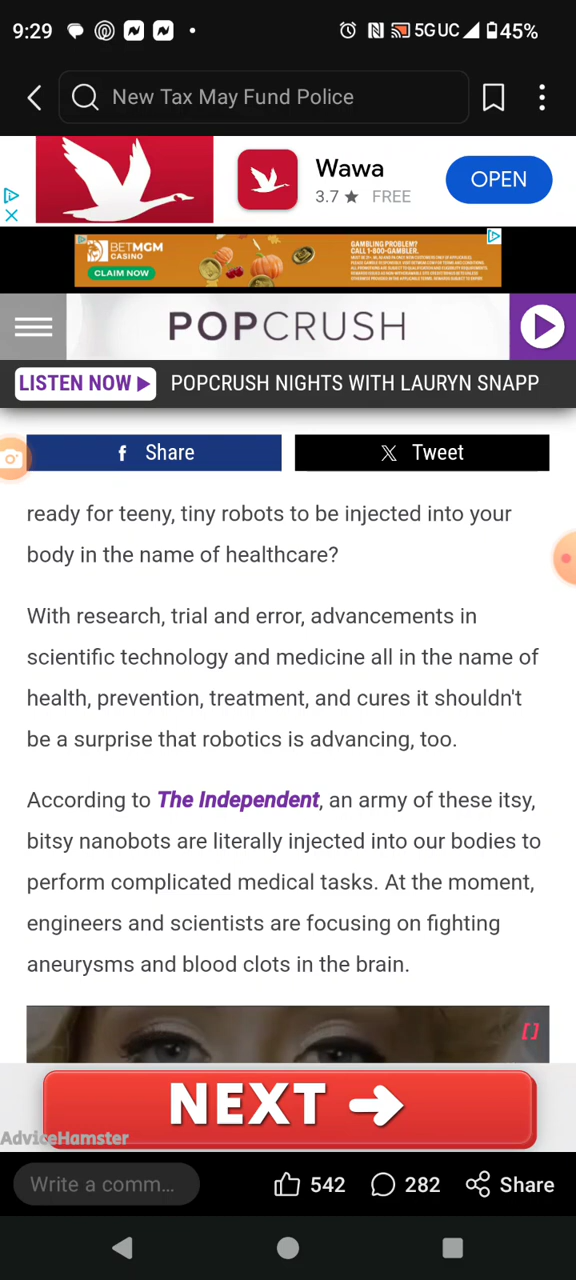 9:29
5G UC 45%
New Tax May Fund Police
Wawa
3.7 ★ FREE
OPEN
BETMGM
CASINO
CLAIM NOW
GAMBLING PROBLEM?
CALL 1-800-GAMBLER.
POPCRUSH
LISTEN NOW ▶ POPCRUSH NIGHTS WITH LAURYN SNAPP
f Share
X Tweet
ready for teeny, tiny robots to be injected into your
body in the name of healthcare?
With research, trial and error, advancements in
scientific technology and medicine all in the name of
health, prevention, treatment, and cures it shouldn't
be a surprise that robotics is advancing, too.
According to The Independent, an army of these itsy,
bitsy nanobots are literally injected into our bodies to
perform complicated medical tasks. At the moment,
engineers and scientists are focusing on fighting
aneurysms and blood clots in the brain.
[ ]
NEXT →
AdviceHamster
Write a comm...
542
282
Share